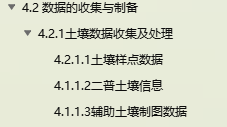 4.2 数据的收集与制备
4.2.1土壤数据收集及处理
4.2.1.1土壤样点数据
4.1.1.2二普土壤信息
4.1.1.3辅助土壤制图数据